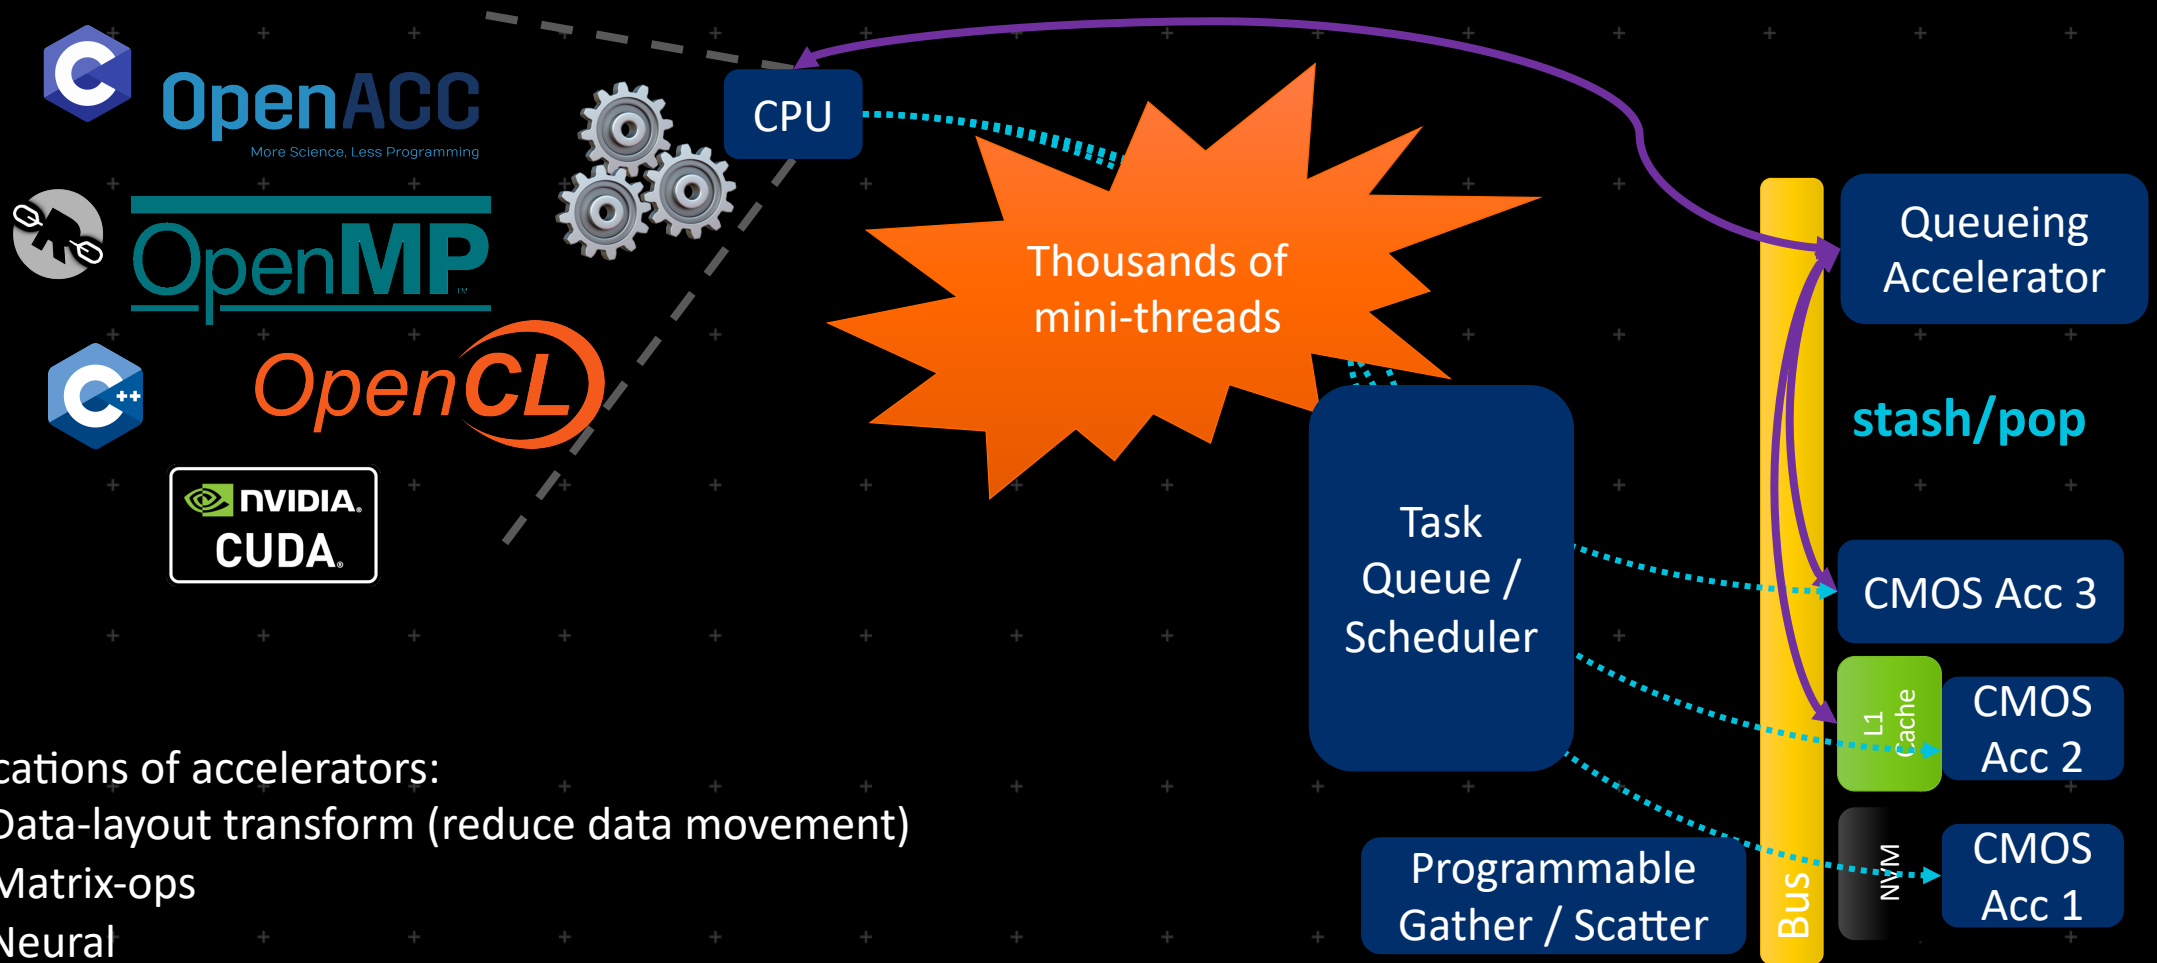 C
OpenACC
More Science, Less Programming
OpenMP
C++
OpenCL
NVIDIA.
CUDA.
CPU
Thousands of
mini-threads
Queueing
Accelerator
stash/pop
Task
Queue /
Scheduler
CMOS Acc 3
L1
Cache
CMOS
Acc 2
NVM
CMOS
Acc 1
Bus
Programmable
Gather / Scatter
cations of accelerators:
Data-layout transform (reduce data movement)
Matrix-ops
Neural